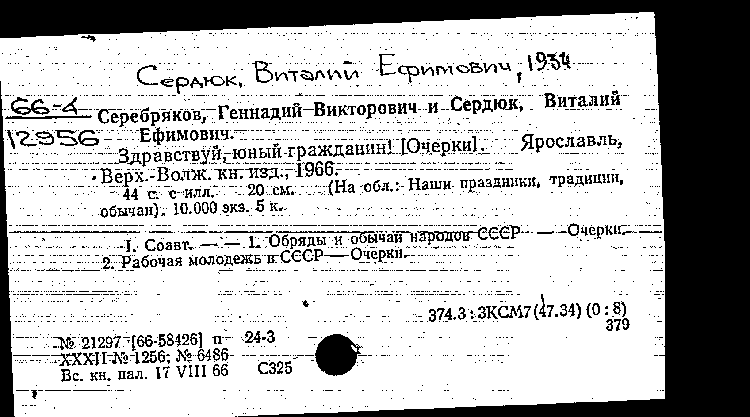 Сердюк, Виталий Ефимович, 1934
66-4
12956
Серебряков, Геннадий Викторович и Сердюк, Виталий
Ефимович.
Здравствуй, юный гражданин! [Очерки]. Ярославль,
Верх.-Волж. кн. изд., 1966.
44 с. с илл. 20 см. (На обл.: Наши праздники, традиции,
обычаи). 10.000 экз. 5 к.
I. Соавт. — — 1. Обряды и обычаи народов СССР — Очерки.
2. Рабочая молодежь в СССР — Очерки.
374.3 : 3КСМ7(47.34) (0 : 8)
379
№ 21297 [66-58426] п 24-3
XXXII № 1256; № 6486
Вс. кн. пал. 17 VIII 66 С325